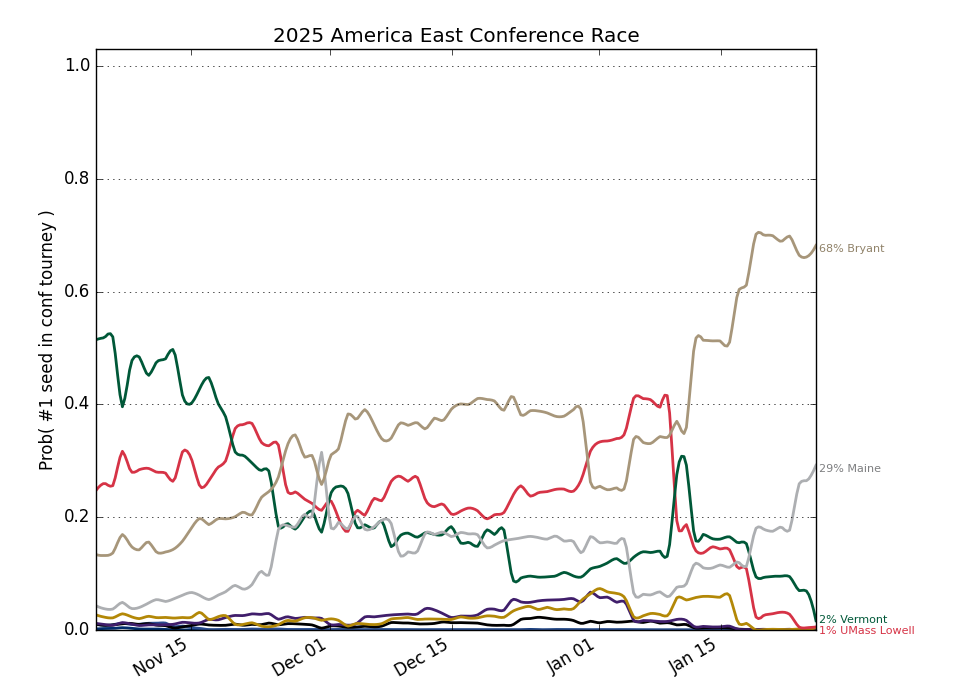 2025 America East Conference Race
Prob( #1 seed in conf tourney )
1.0
0.8
0.6
0.4
0.2
0.0
68% Bryant
29% Maine
2% Vermont
1% UMass Lowell
Nov 15
Dec 01
Dec 15
Jan 01
Jan 15